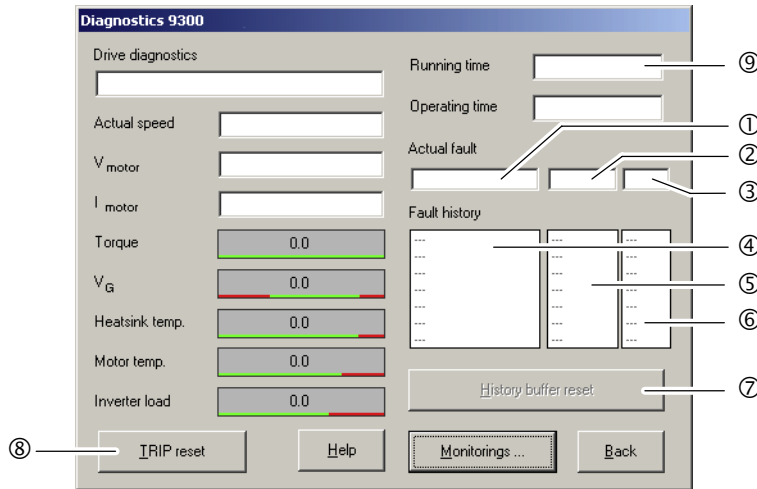 Diagnostics 9300
Drive diagnostics
Actual speed
V motor
I motor
Torque 0.0
V G 0.0
Heatsink temp. 0.0
Motor temp. 0.0
Inverter load 0.0
Running time ⑨
Operating time
Actual fault ①
②
③
Fault history
--- --- --- ④
--- --- ---
--- --- --- ⑤
--- --- ---
--- --- --- ⑥
--- --- ---
--- --- ---
History buffer reset ⑦
⑧ TRIP reset Help Monitorings ... Back